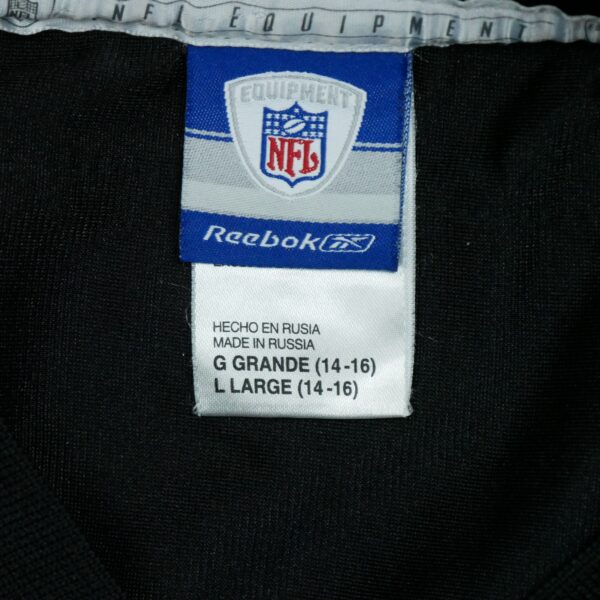 NFL EQUIPMENT
EQUIPMENT
NFL
Reebok
HECHO EN RUSIA
MADE IN RUSSIA
G GRANDE (14-16)
L LARGE (14-16)